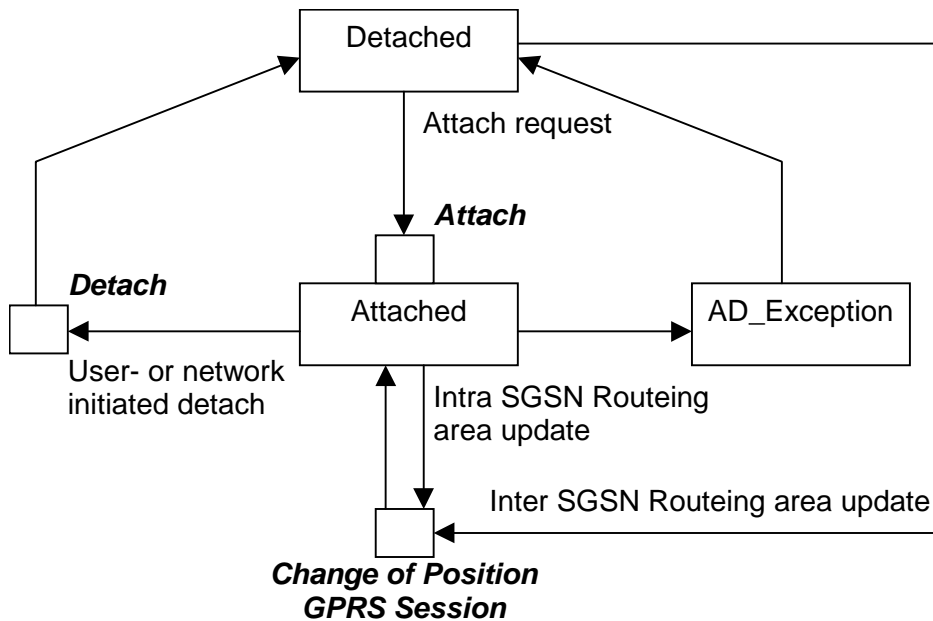 Detached
Attach request
Attach
Detach
Attached
AD_Exception
User- or network
initiated detach
Intra SGSN Routeing
area update
Inter SGSN Routeing area update
Change of Position
GPRS Session